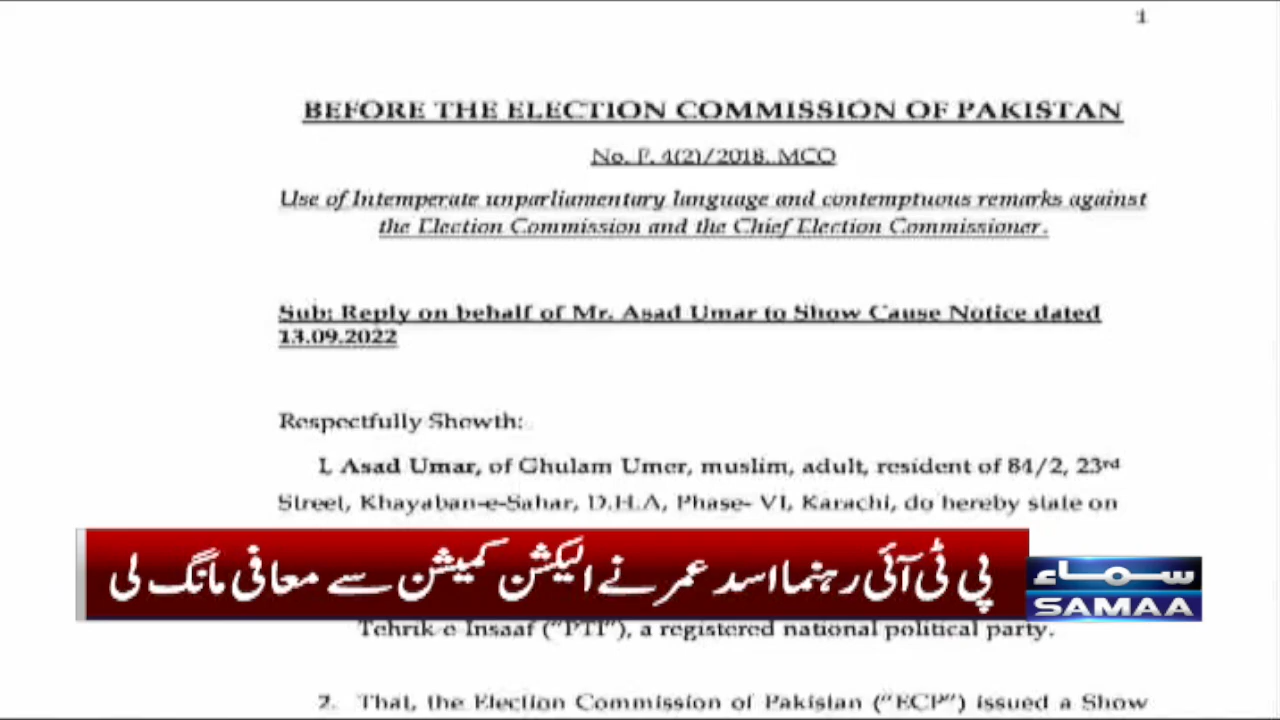 1
BEFORE THE ELECTION COMMISSION OF PAKISTAN
No. F. 4(2)/2018. MCO
Use of Intemperate unparliamentary language and contemptuous remarks against
the Election Commission and the Chief Election Commissioner.
Sub: Reply on behalf of Mr. Asad Umar to Show Cause Notice dated
13.09.2022
Respectfully Showth:
I, Asad Umar, of Ghulam Umer, muslim, adult, resident of 84/2, 23rd
Street, Khayaban-e-Sahar, D.H.A, Phase- VI, Karachi, do hereby state on
پی ٹی آئی رہنما اسد عمر نے الیکشن کمیشن سے معافی مانگ لی
سماء
SAMAA
Tehrik e Insaaf ("PTI"), a registered national political party.
2. That, the Election Commission of Pakistan ("ECP") issued a Show